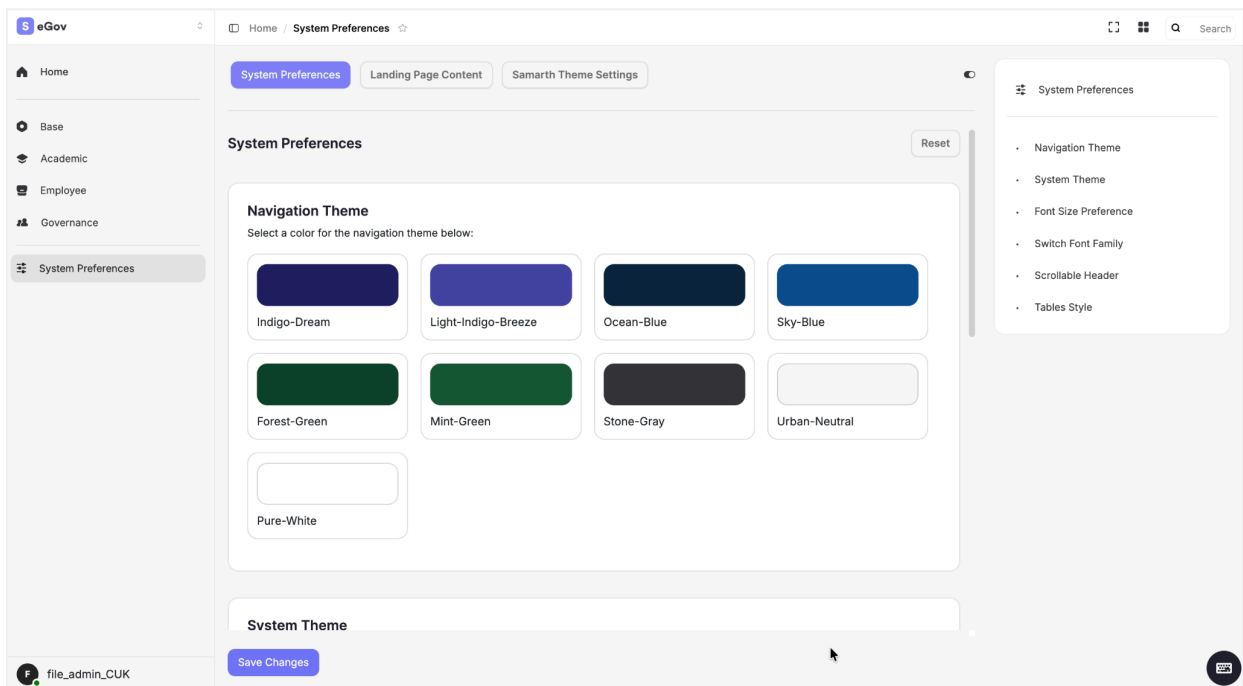 S eGov
Home / System Preferences
Search
Home
Base
Academic
Employee
Governance
System Preferences
System Preferences
Landing Page Content
Samarth Theme Settings
System Preferences
Reset
Navigation Theme
Select a color for the navigation theme below:
Indigo-Dream
Light-Indigo-Breeze
Ocean-Blue
Sky-Blue
Forest-Green
Mint-Green
Stone-Gray
Urban-Neutral
Pure-White
System Theme
Save Changes
System Preferences
Navigation Theme
System Theme
Font Size Preference
Switch Font Family
Scrollable Header
Tables Style
F file_admin_CUK